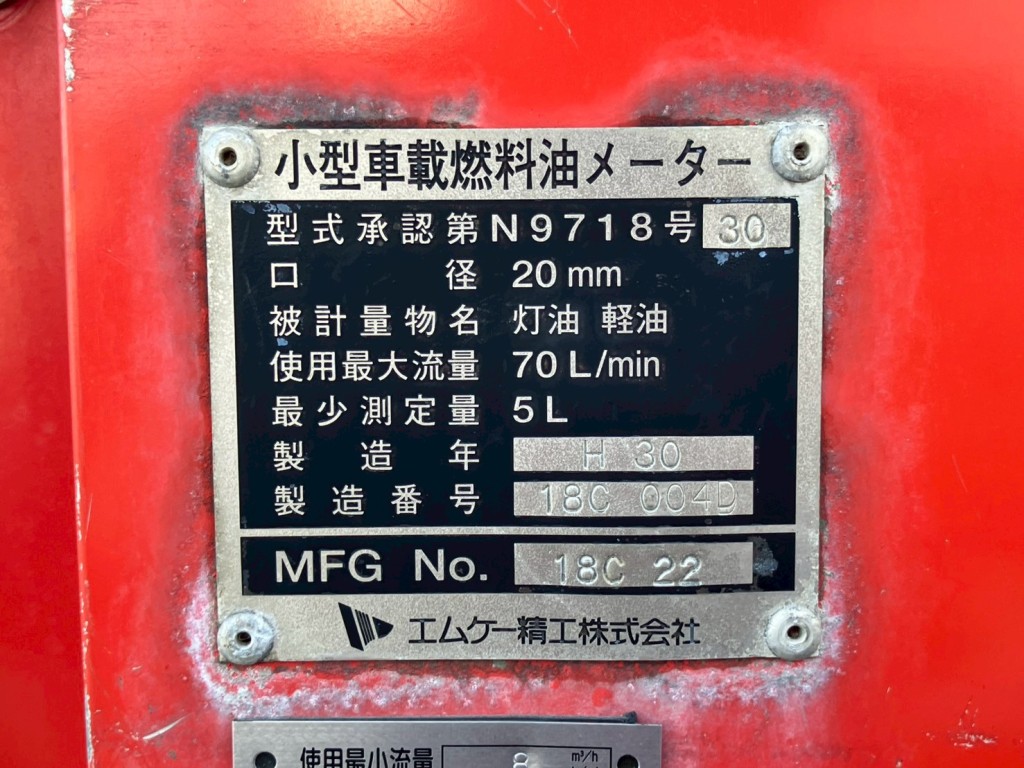 小型車載燃料油メーター
型式承認第N9718号 30
口径 20mm
被計量物名 灯油 軽油
使用最大流量 70L/min
最少測定量 5L
製造年 H 30
製造番号 18C 004D
MFG No. 18C 22
エムケー精工株式会社
使用最小流量 8 m³/h